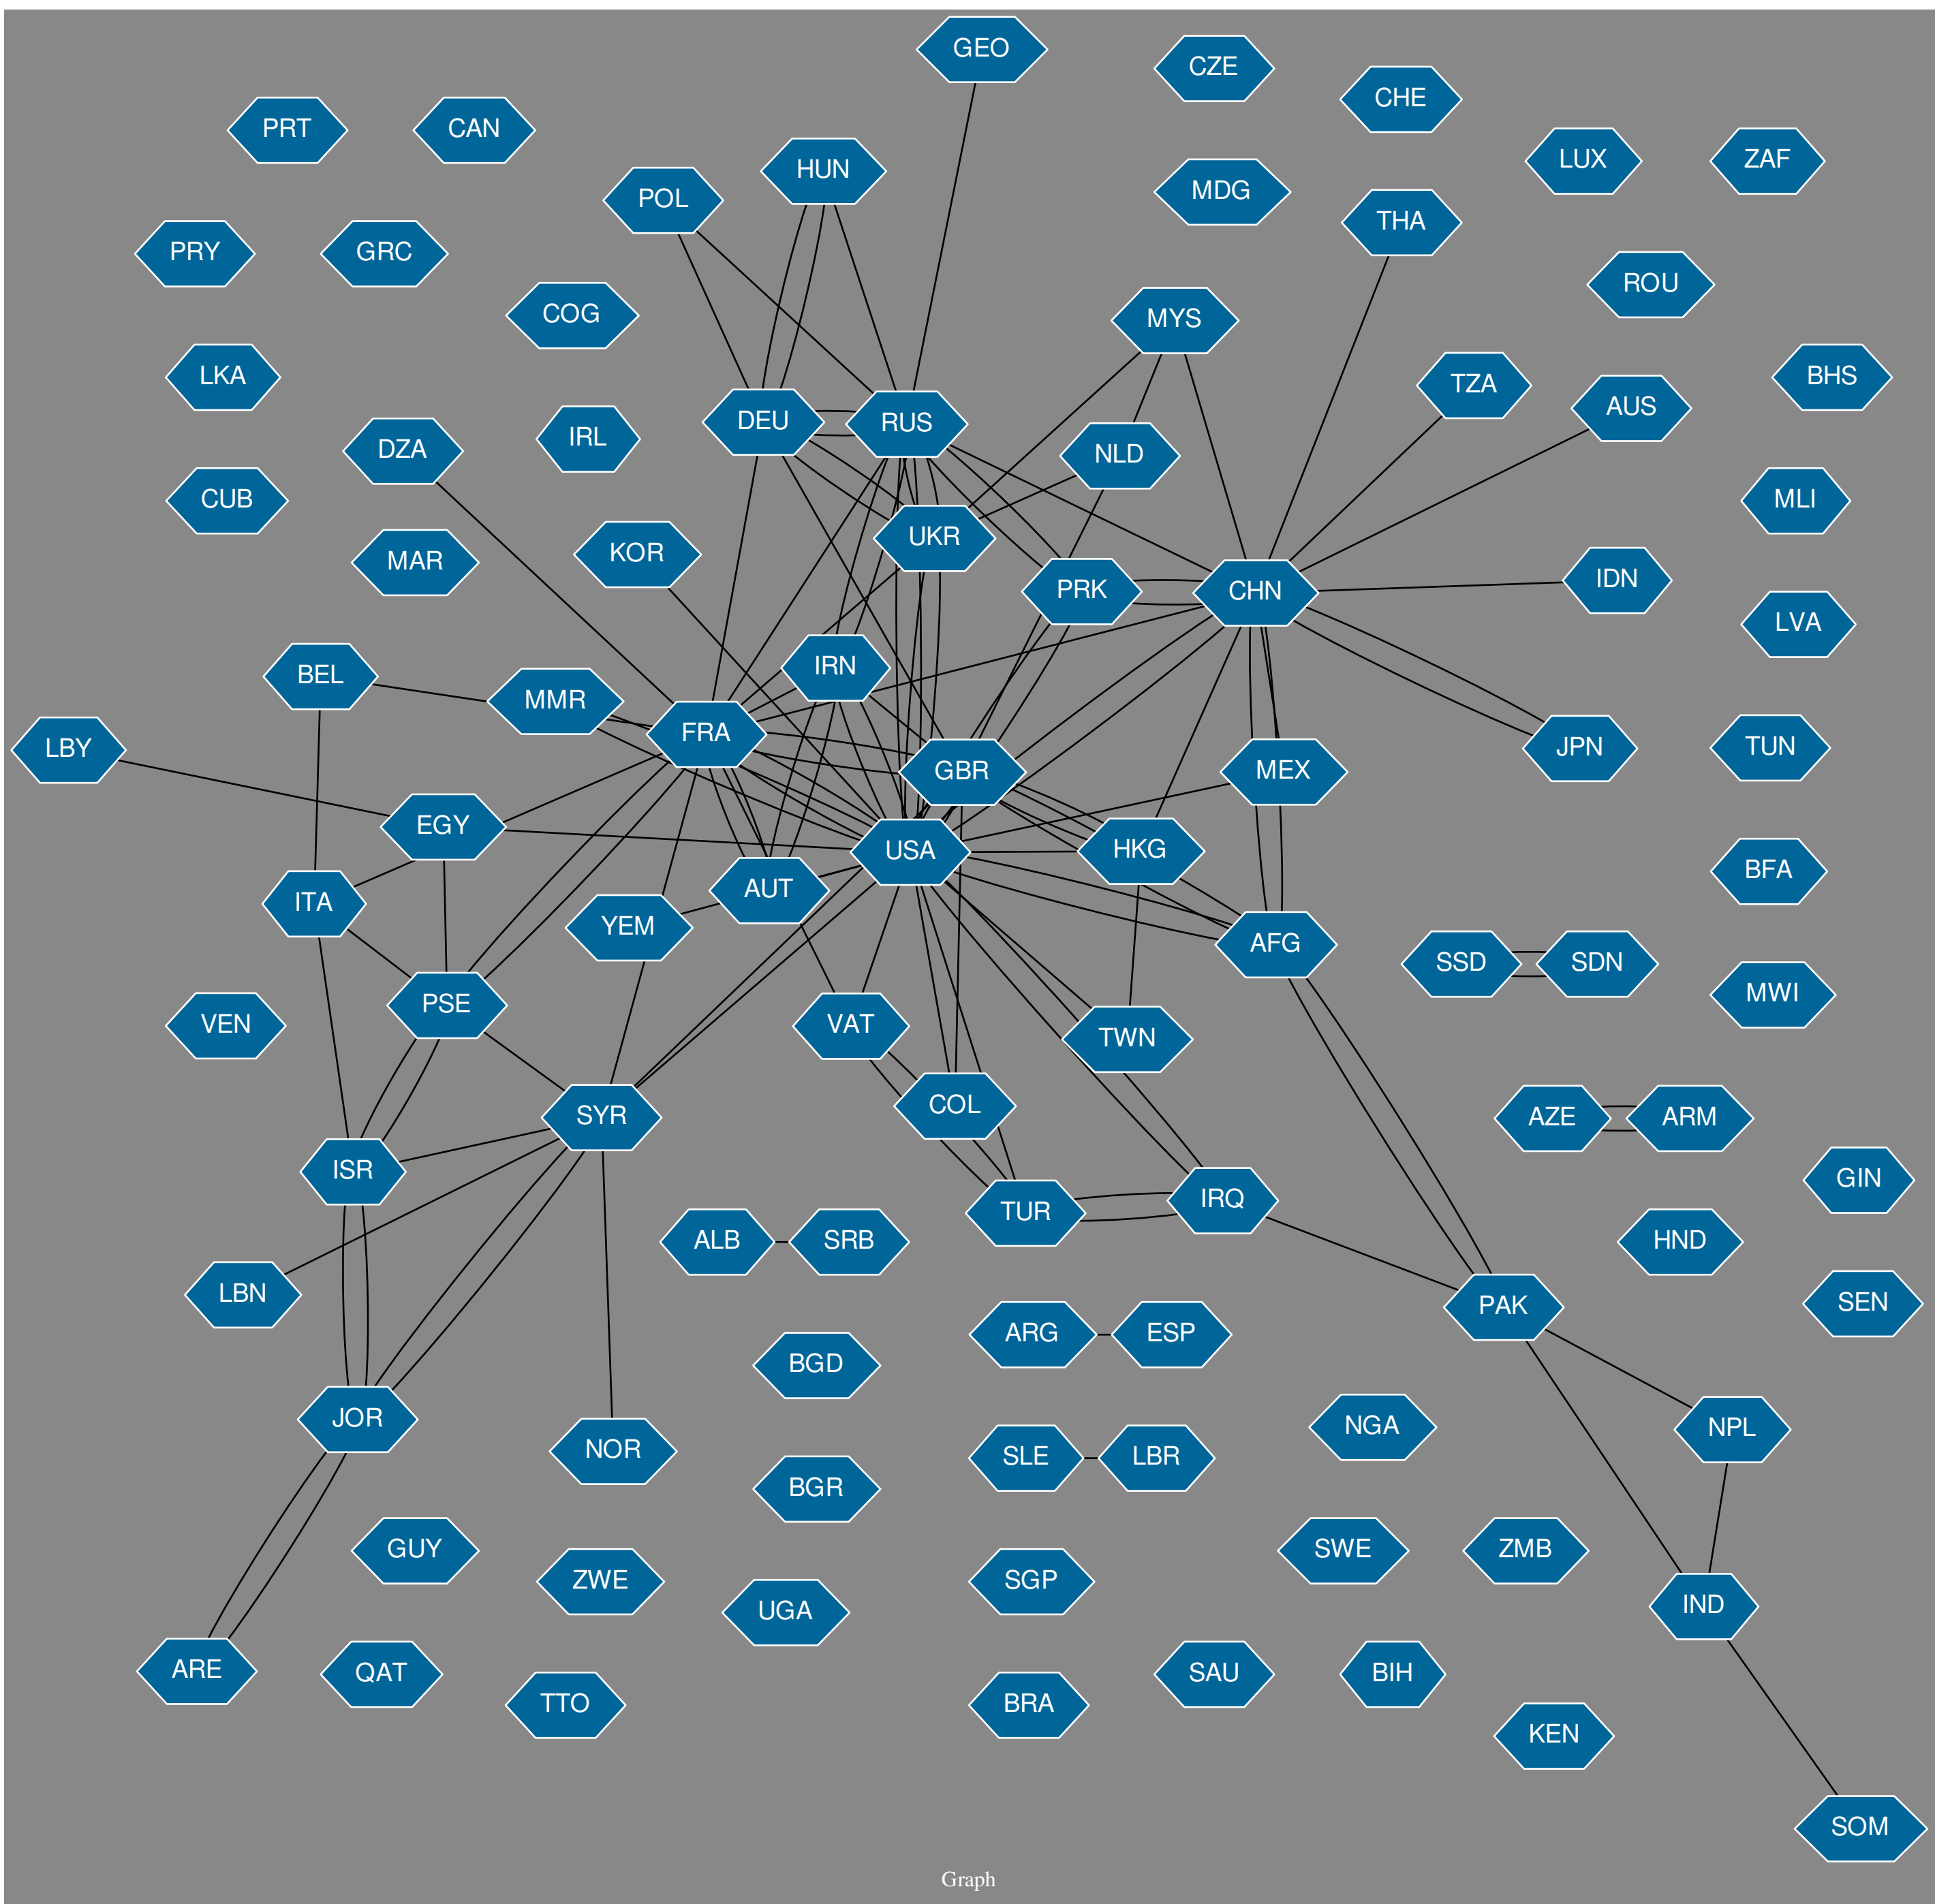 GEO
CZE
CHE
PRT
CAN
LUX
ZAF
HUN
MDG
POL
THA
PRY
GRC
ROU
COG
MYS
LKA
BHS
TZA
AUS
DEU
RUS
IRL
DZA
NLD
CUB
MLI
UKR
KOR
MAR
IDN
PRK
CHN
LVA
IRN
BEL
MMR
FRA
LBY
JPN
TUN
GBR
MEX
EGY
USA
HKG
BFA
AUT
ITA
YEM
AFG
SSD
SDN
MWI
PSE
VEN
VAT
TWN
COL
SYR
AZE
ARM
ISR
GIN
IRQ
TUR
ALB
SRB
HND
LBN
SEN
PAK
ARG
ESP
BGD
JOR
NGA
NPL
NOR
SLE
LBR
BGR
GUY
SWE
ZMB
ZWE
SGP
IND
UGA
ARE
QAT
SAU
BIH
TTO
BRA
KEN
SOM
Graph